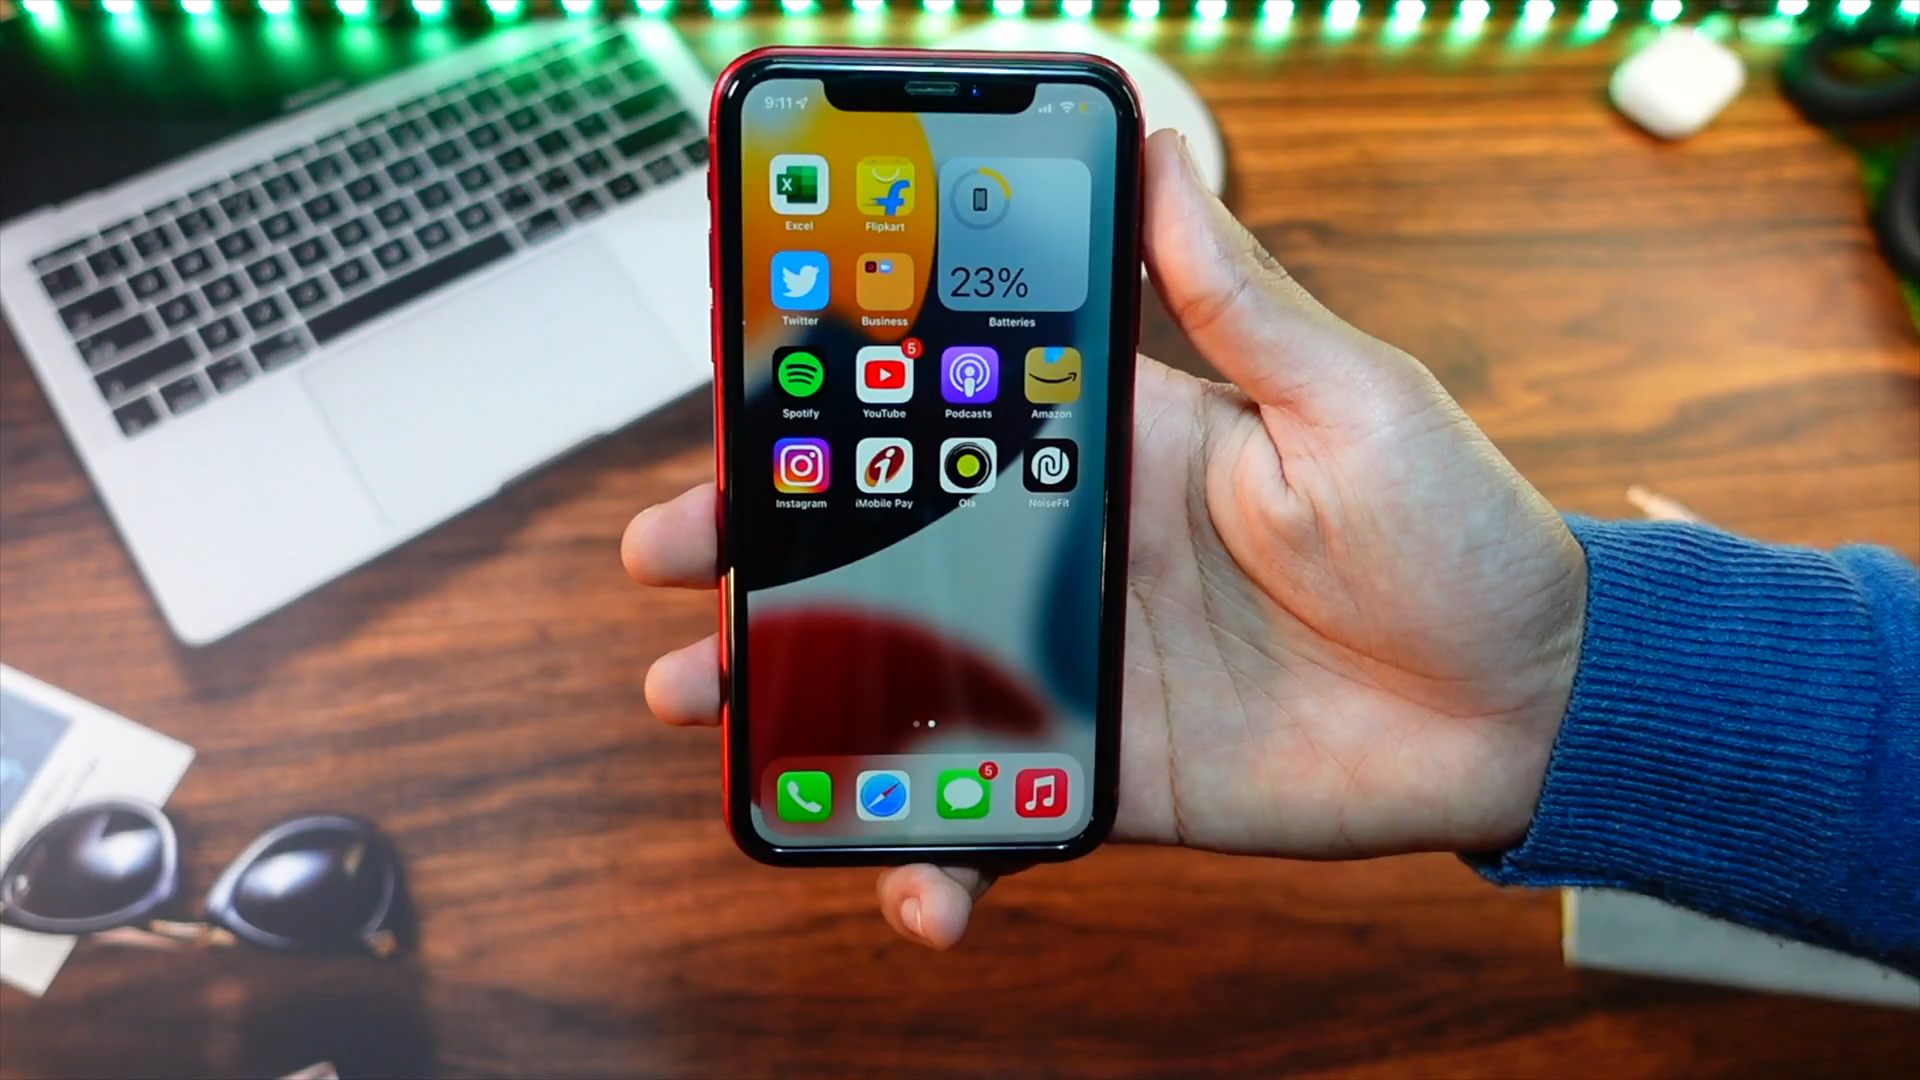 9:11
Excel Flipkart
23%
Twitter Business Batteries
5
Spotify YouTube Podcasts Amazon
Instagram iMobile Pay Ola NoiseFit
5